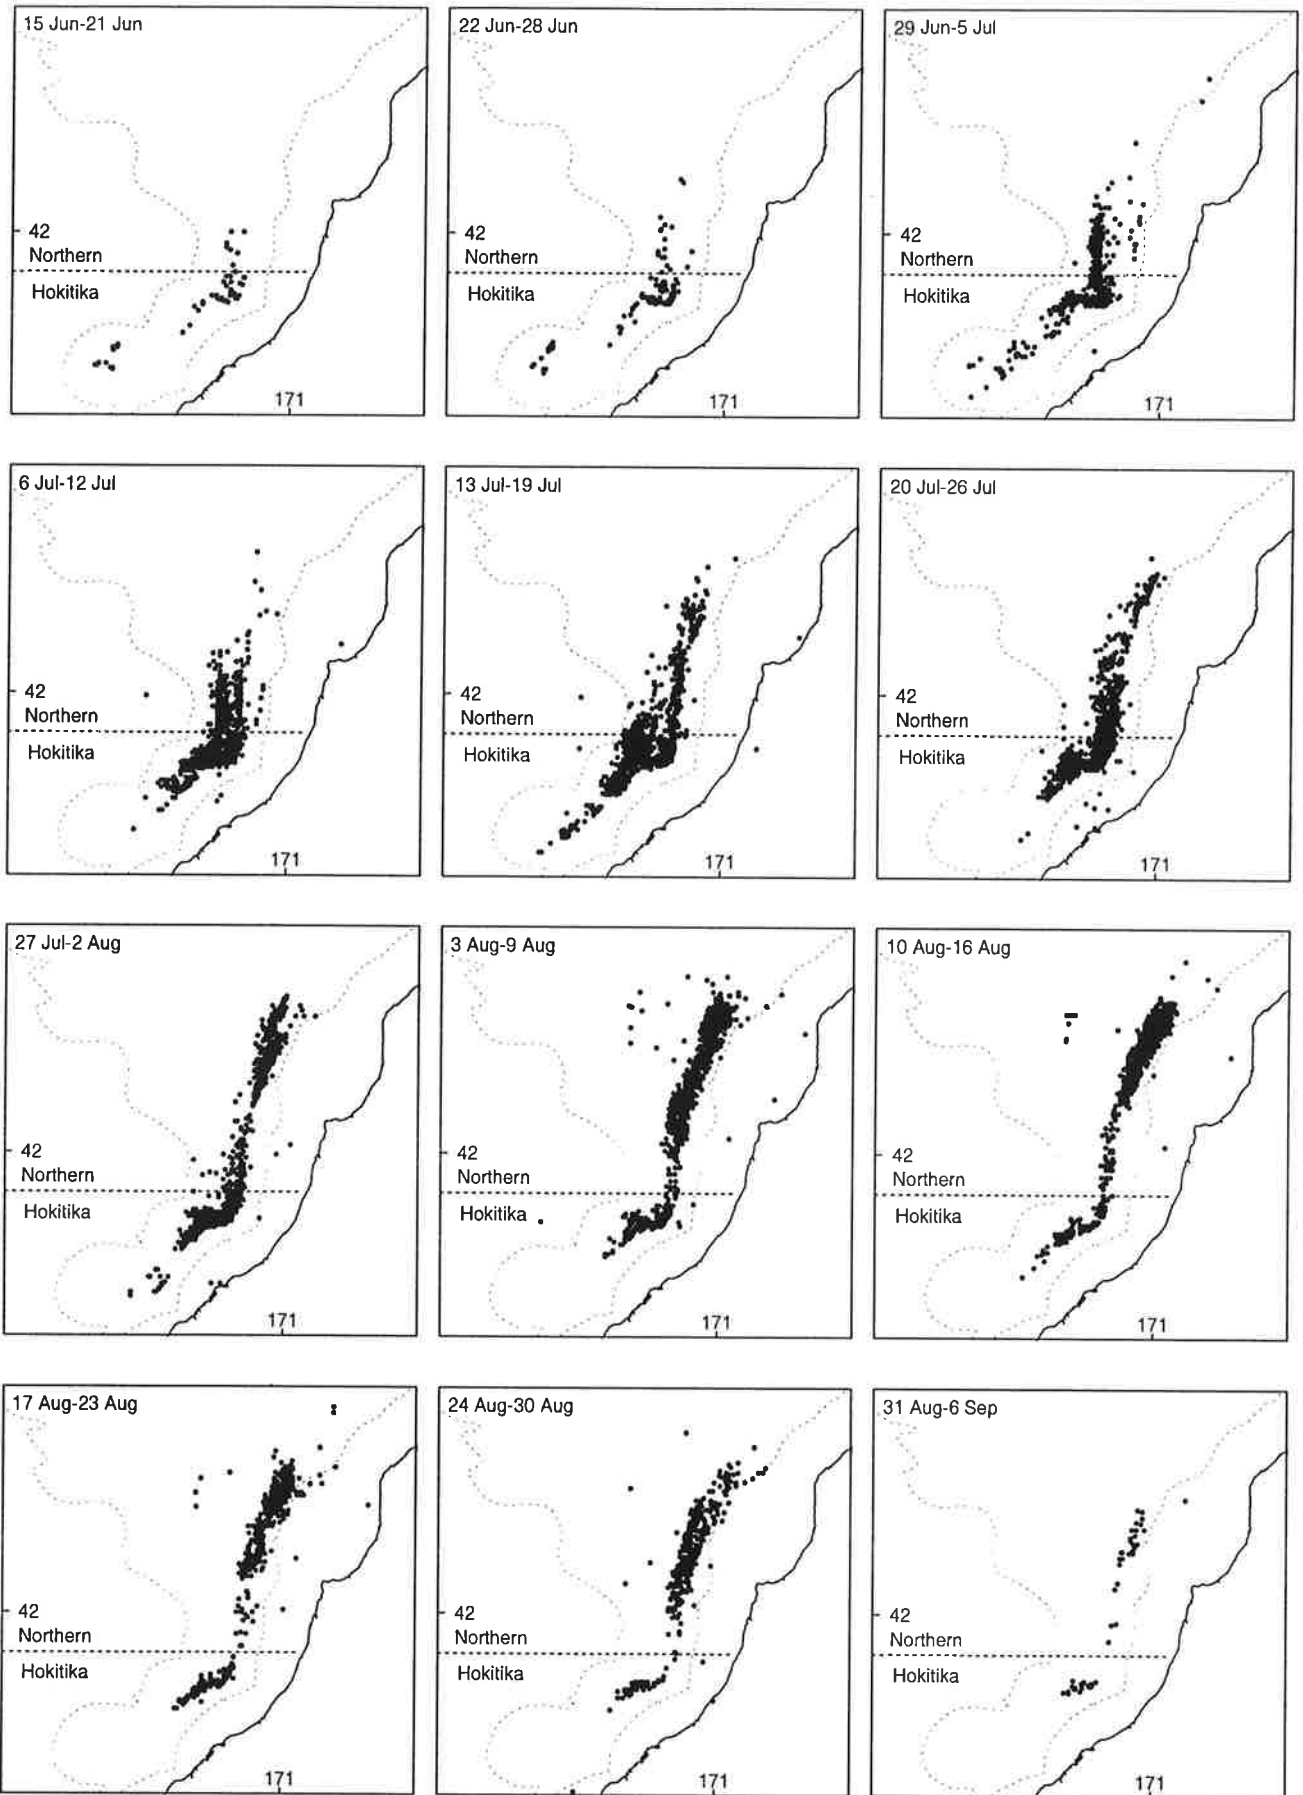 15 Jun-21 Jun
42
Northern
Hokitika
171
22 Jun-28 Jun
42
Northern
Hokitika
171
29 Jun-5 Jul
42
Northern
Hokitika
171
6 Jul-12 Jul
42
Northern
Hokitika
171
13 Jul-19 Jul
42
Northern
Hokitika
171
20 Jul-26 Jul
42
Northern
Hokitika
171
27 Jul-2 Aug
42
Northern
Hokitika
171
3 Aug-9 Aug
42
Northern
Hokitika
171
10 Aug-16 Aug
42
Northern
Hokitika
171
17 Aug-23 Aug
42
Northern
Hokitika
171
24 Aug-30 Aug
42
Northern
Hokitika
171
31 Aug-6 Sep
42
Northern
Hokitika
171